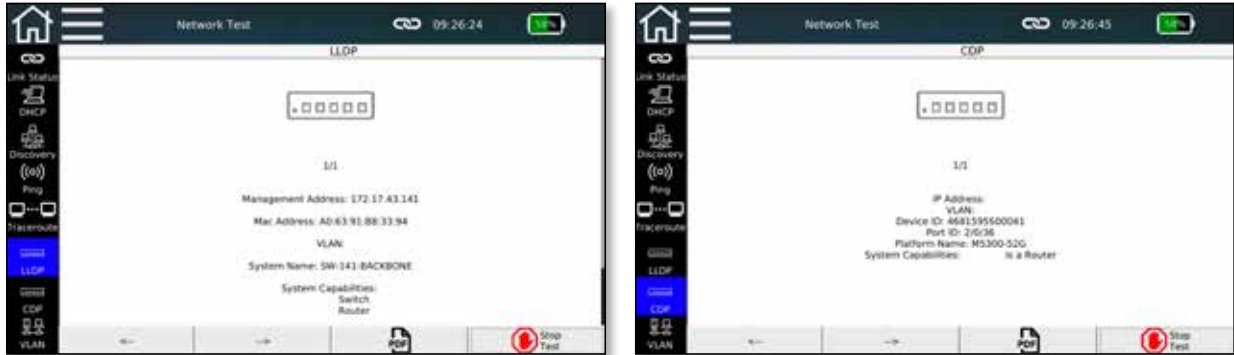 Network Test
09:26:24
50%
LLDP
Link Status
DHCP
Discovery
Ping
Traceroute
LLDP
CDP
VLAN
1/1
Management Address: 172.17.43.141
Mac Address: A0:63:91:88:33:94
VLAN:
System Name: SW-141-BACKBONE
System Capabilities:
Switch
Router
<--
-->
PDF
Stop
Test
Network Test
09:26:45
CDP
Link Status
DHCP
Discovery
Ping
Traceroute
LLDP
CDP
VLAN
1/1
IP Address:
VLAN:
Device ID: 4681595600041
Port ID: 2/0/36
Platform Name: M5300-52G
System Capabilities: Is a Router
<--
-->
PDF
Stop
Test